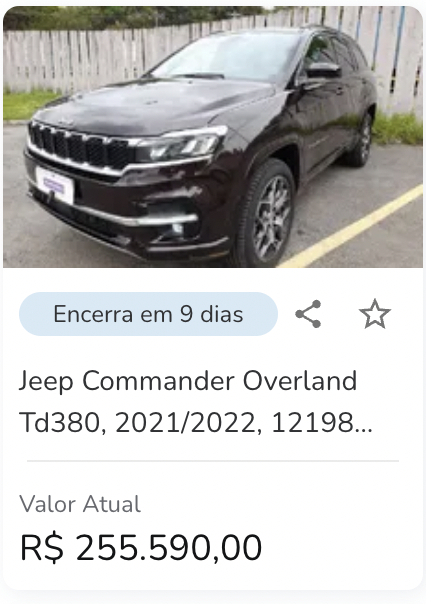 Encerra em 9 dias
Jeep Commander Overland
Td380, 2021/2022, 12198...
Valor Atual
R$ 255.590,00